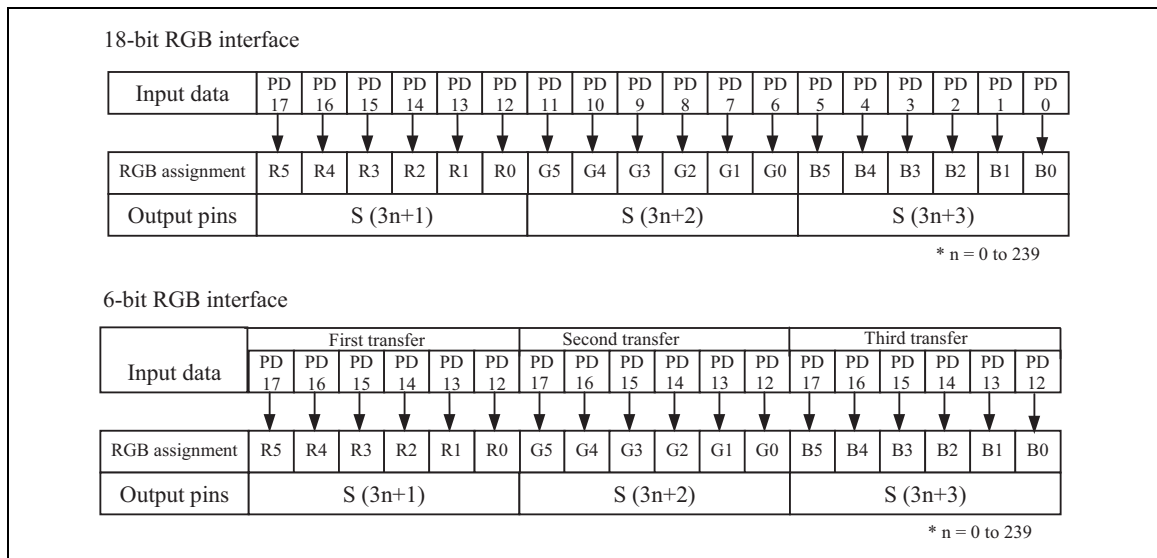 18-bit RGB interface
Input data PD 17 PD 16 PD 15 PD 14 PD 13 PD 12 PD 11 PD 10 PD 9 PD 8 PD 7 PD 6 PD 5 PD 4 PD 3 PD 2 PD 1 PD 0
RGB assignment R5 R4 R3 R2 R1 R0 G5 G4 G3 G2 G1 G0 B5 B4 B3 B2 B1 B0
Output pins S (3n+1) S (3n+2) S (3n+3)
* n = 0 to 239
6-bit RGB interface
First transfer Second transfer Third transfer
Input data PD 17 PD 16 PD 15 PD 14 PD 13 PD 12 PD 17 PD 16 PD 15 PD 14 PD 13 PD 12 PD 17 PD 16 PD 15 PD 14 PD 13 PD 12
RGB assignment R5 R4 R3 R2 R1 R0 G5 G4 G3 G2 G1 G0 B5 B4 B3 B2 B1 B0
Output pins S (3n+1) S (3n+2) S (3n+3)
* n = 0 to 239